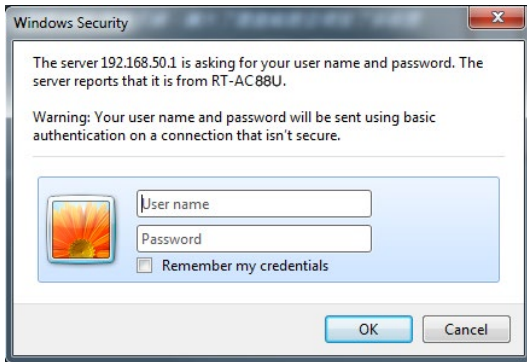 Windows Security
The server 192.168.50.1 is asking for your user name and password. The
server reports that it is from RT-AC88U.
Warning: Your user name and password will be sent using basic
authentication on a connection that isn't secure.
User name
Password
Remember my credentials
OK Cancel